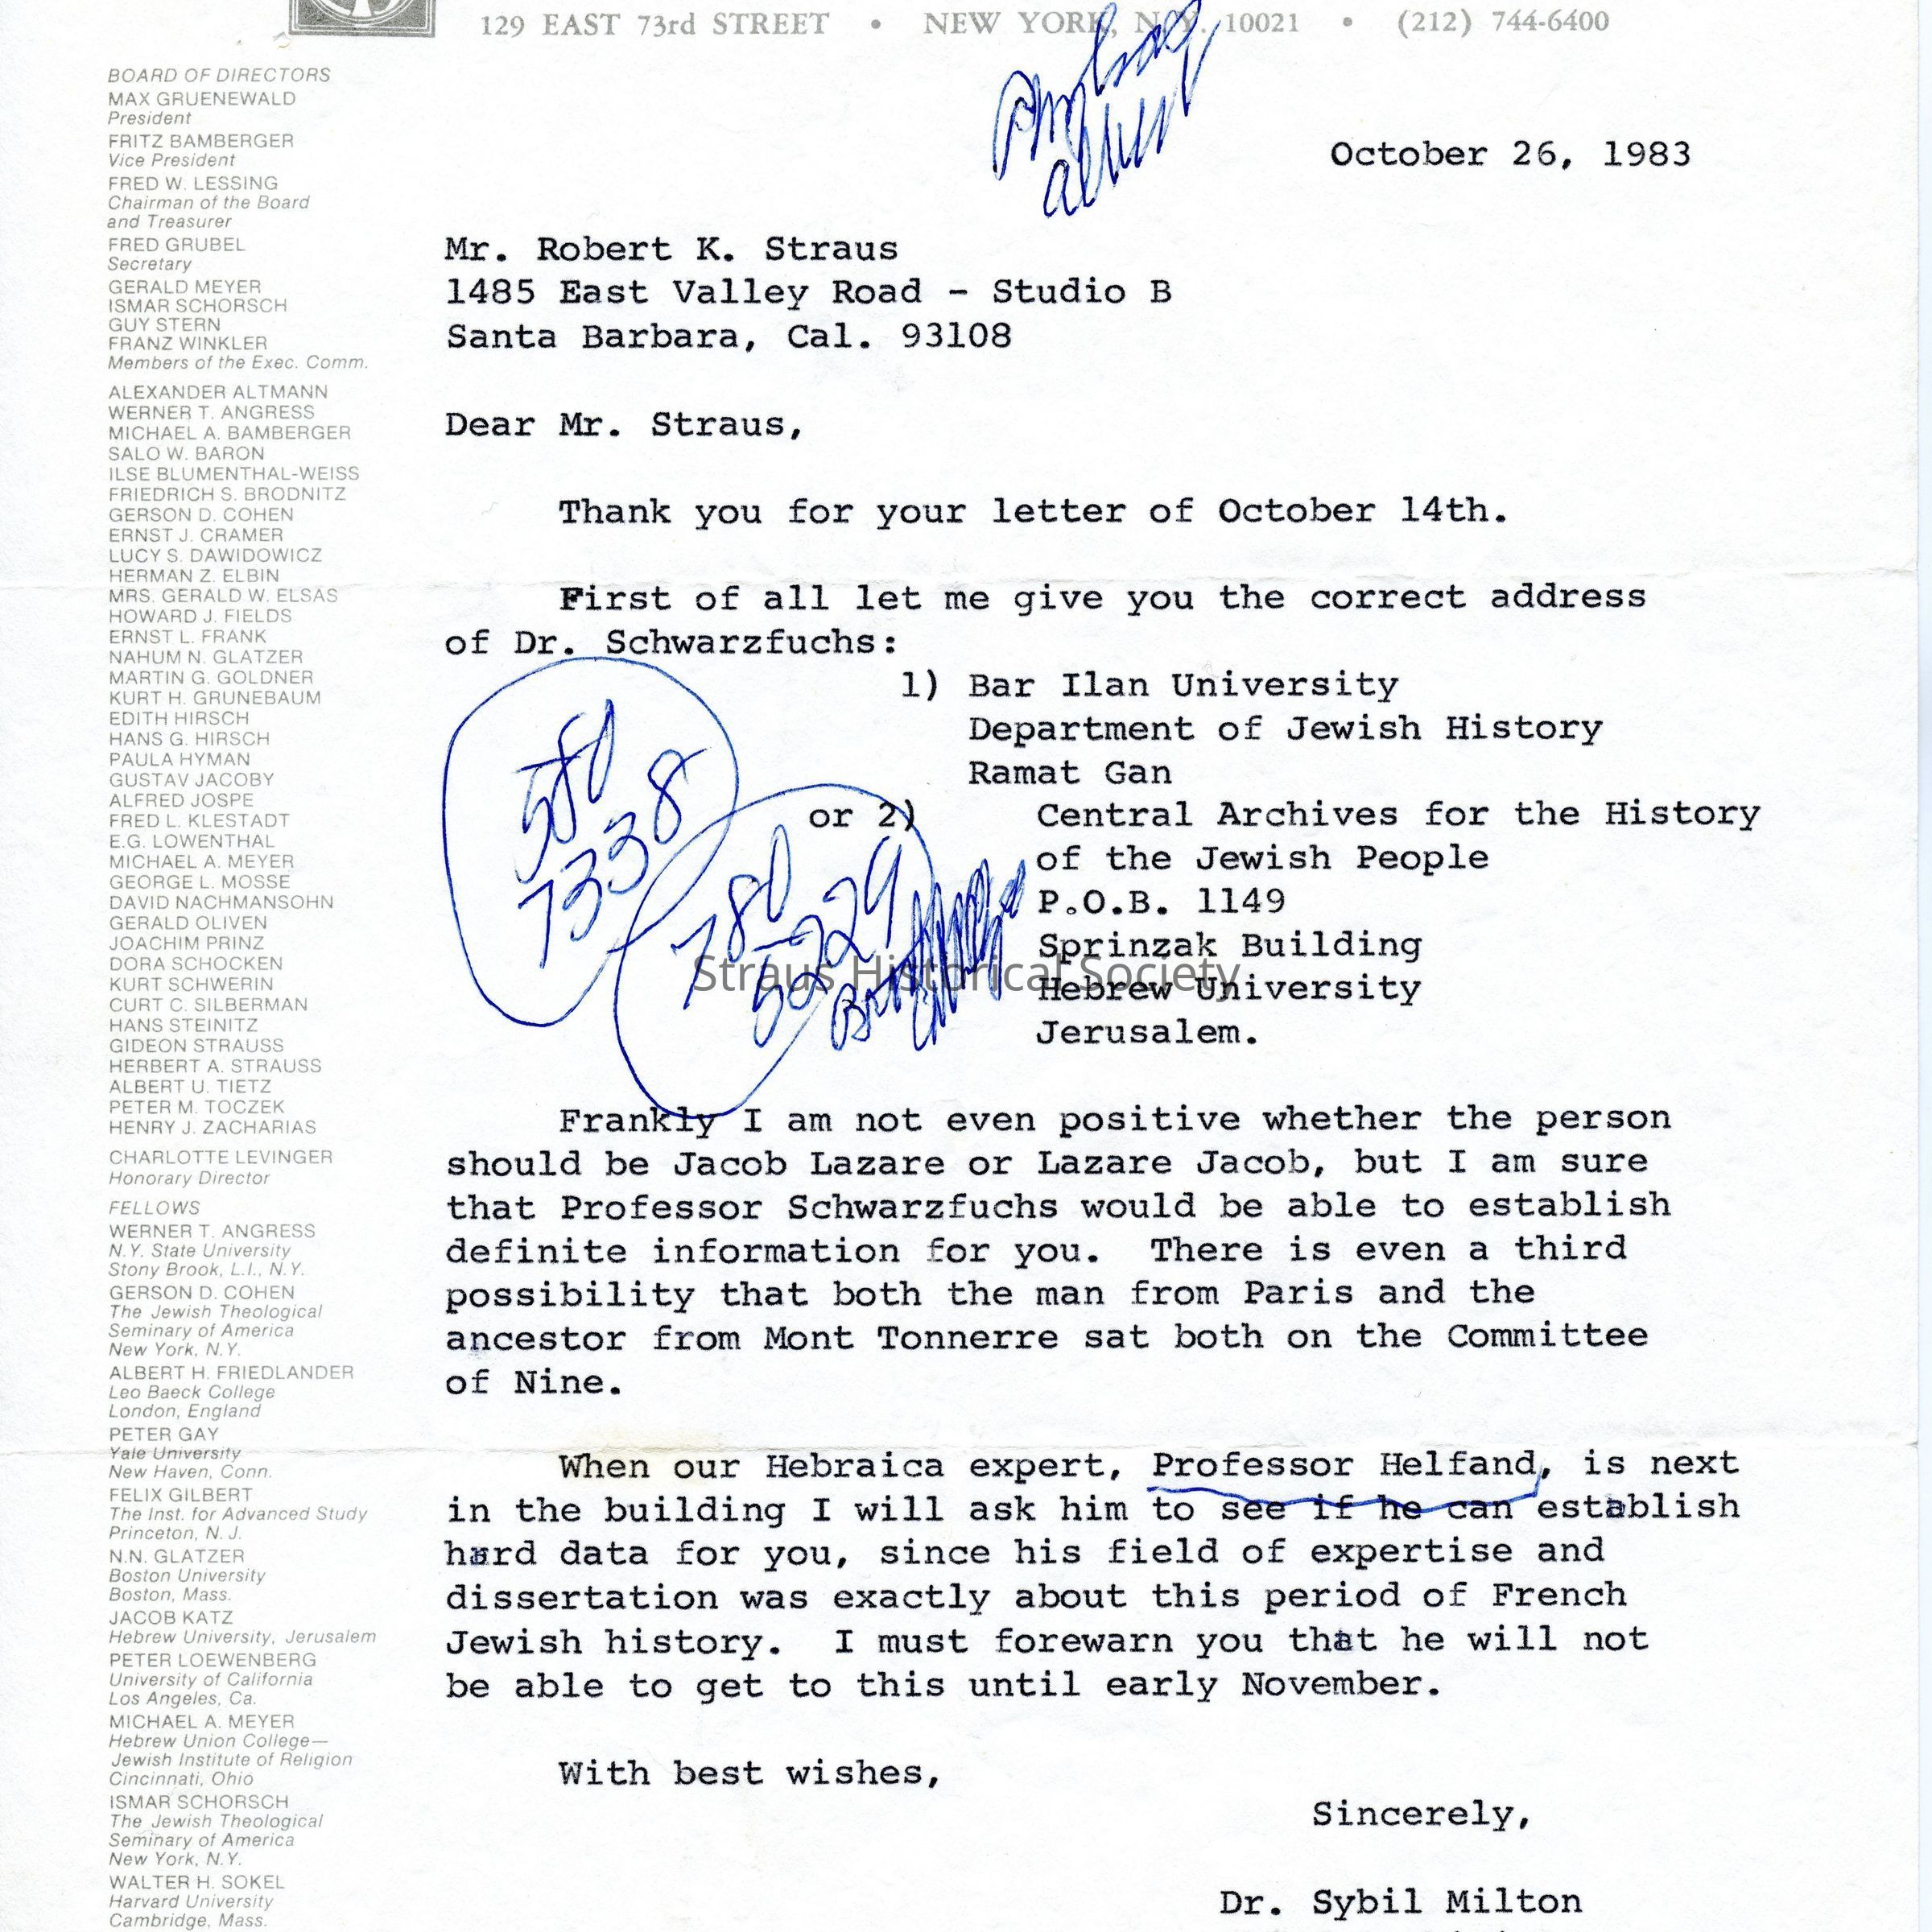 129 EAST 73rd STREET • NEW YORK, N.Y. 10021 • (212) 744-6400
BOARD OF DIRECTORS
MAX GRUENEWALD
President
FRITZ BAMBERGER
Vice President
FRED W. LESSING
Chairman of the Board
and Treasurer
FRED GRUBEL
Secretary
GERALD MEYER
ISMAR SCHORSCH
GUY STERN
FRANZ WINKLER
Members of the Exec. Comm.
ALEXANDER ALTMANN
WERNER T. ANGRESS
MICHAEL A. BAMBERGER
SALO W. BARON
ILSE BLUMENTHAL-WEISS
FRIEDRICH S. BRODNITZ
GERSON D. COHEN
ERNST J. CRAMER
LUCY S. DAWIDOWICZ
HERMAN Z. ELBIN
MRS. GERALD W. ELSAS
HOWARD J. FIELDS
ERNST L. FRANK
NAHUM N. GLATZER
MARTIN G. GOLDNER
KURT H. GRUNEBAUM
EDITH HIRSCH
HANS G. HIRSCH
PAULA HYMAN
GUSTAV JACOBY
ALFRED JOSPE
FRED L. KLESTADT
E.G. LOWENTHAL
MICHAEL A. MEYER
GEORGE L. MOSSE
DAVID NACHMANSOHN
GERALD OLIVEN
JOACHIM PRINZ
DORA SCHOCKEN
KURT SCHWERIN
CURT C. SILBERMAN
HANS STEINITZ
GIDEON STRAUSS
HERBERT A. STRAUSS
ALBERT U. TIETZ
PETER M. TOCZEK
HENRY J. ZACHARIAS
CHARLOTTE LEVINGER
Honorary Director
FELLOWS
WERNER T. ANGRESS
N.Y. State University
Stony Brook, L.I., N.Y.
GERSON D. COHEN
The Jewish Theological
Seminary of America
New York, N.Y.
ALBERT H. FRIEDLANDER
Leo Baeck College
London, England
PETER GAY
Yale University
New Haven, Conn.
FELIX GILBERT
The Inst. for Advanced Study
Princeton, N. J.
N.N. GLATZER
Boston University
Boston, Mass.
JACOB KATZ
Hebrew University, Jerusalem
PETER LOEWENBERG
University of California
Los Angeles, Ca.
MICHAEL A. MEYER
Hebrew Union College—
Jewish Institute of Religion
Cincinnati, Ohio
ISMAR SCHORSCH
The Jewish Theological
Seminary of America
New York, N.Y.
WALTER H. SOKEL
Harvard University
Cambridge, Mass.
October 26, 1983
Mr. Robert K. Straus
1485 East Valley Road - Studio B
Santa Barbara, Cal. 93108
Dear Mr. Straus,
Thank you for your letter of October 14th.
First of all let me give you the correct address
of Dr. Schwarzfuchs:
1) Bar Ilan University
Department of Jewish History
Ramat Gan
or 2) Central Archives for the History
of the Jewish People
P.O.B. 1149
Sprinzak Building
Hebrew University
Jerusalem.
580
7338
780
5229
Straus Historical Society
Frankly I am not even positive whether the person
should be Jacob Lazare or Lazare Jacob, but I am sure
that Professor Schwarzfuchs would be able to establish
definite information for you. There is even a third
possibility that both the man from Paris and the
ancestor from Mont Tonnerre sat both on the Committee
of Nine.
When our Hebraica expert, Professor Helfand, is next
in the building I will ask him to see if he can establish
hard data for you, since his field of expertise and
dissertation was exactly about this period of French
Jewish history. I must forewarn you that he will not
be able to get to this until early November.
With best wishes,
Sincerely,
Dr. Sybil Milton